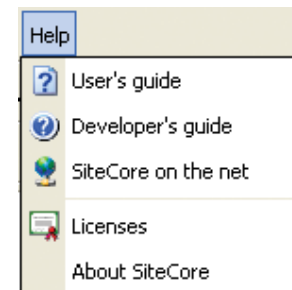 Help
User's guide
Developer's guide
SiteCore on the net
Licenses
About SiteCore